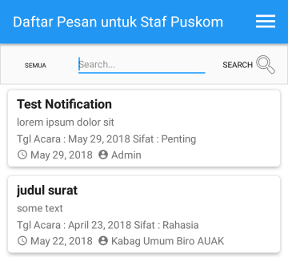 Daftar Pesan untuk Staf Puskom
SEMUA Search... SEARCH
Test Notification
lorem ipsum dolor sit
Tgl Acara : May 29, 2018 Sifat : Penting
May 29, 2018 Admin
judul surat
some text
Tgl Acara : April 23, 2018 Sifat : Rahasia
May 22, 2018 Kabag Umum Biro AUAK